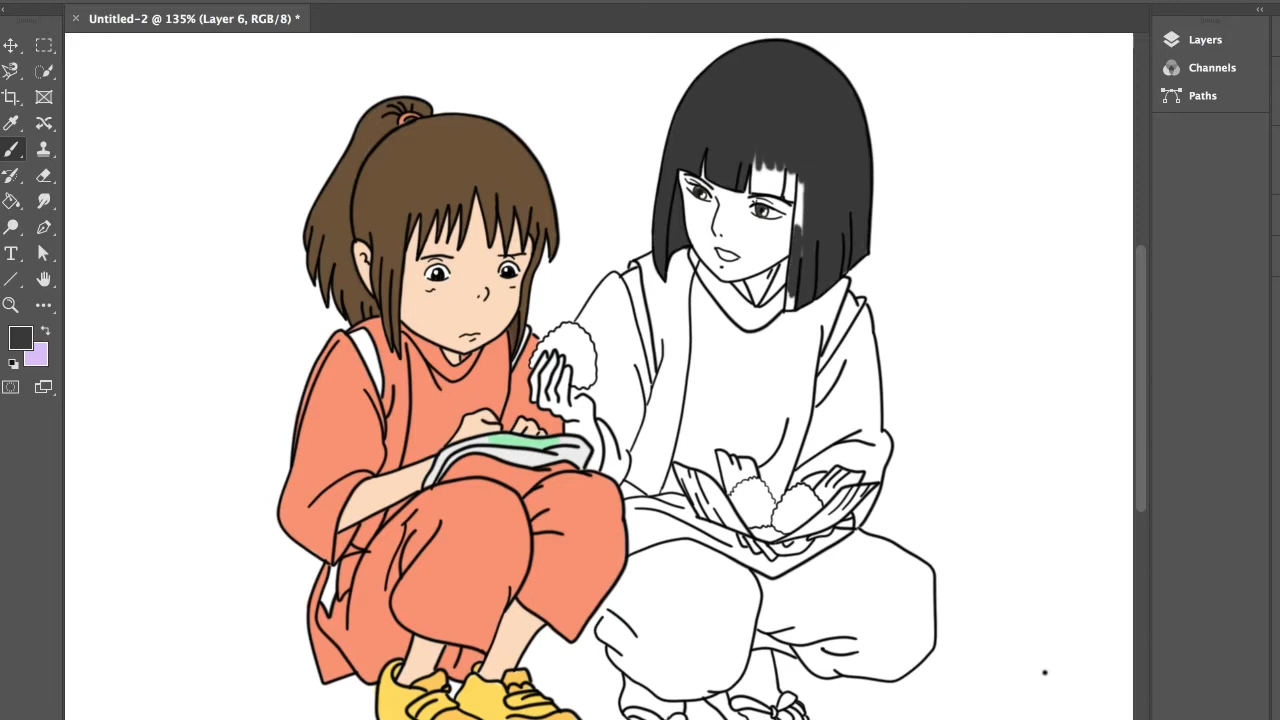 Untitled-2 @ 135% (Layer 6, RGB/8) *
Layers
Channels
Paths